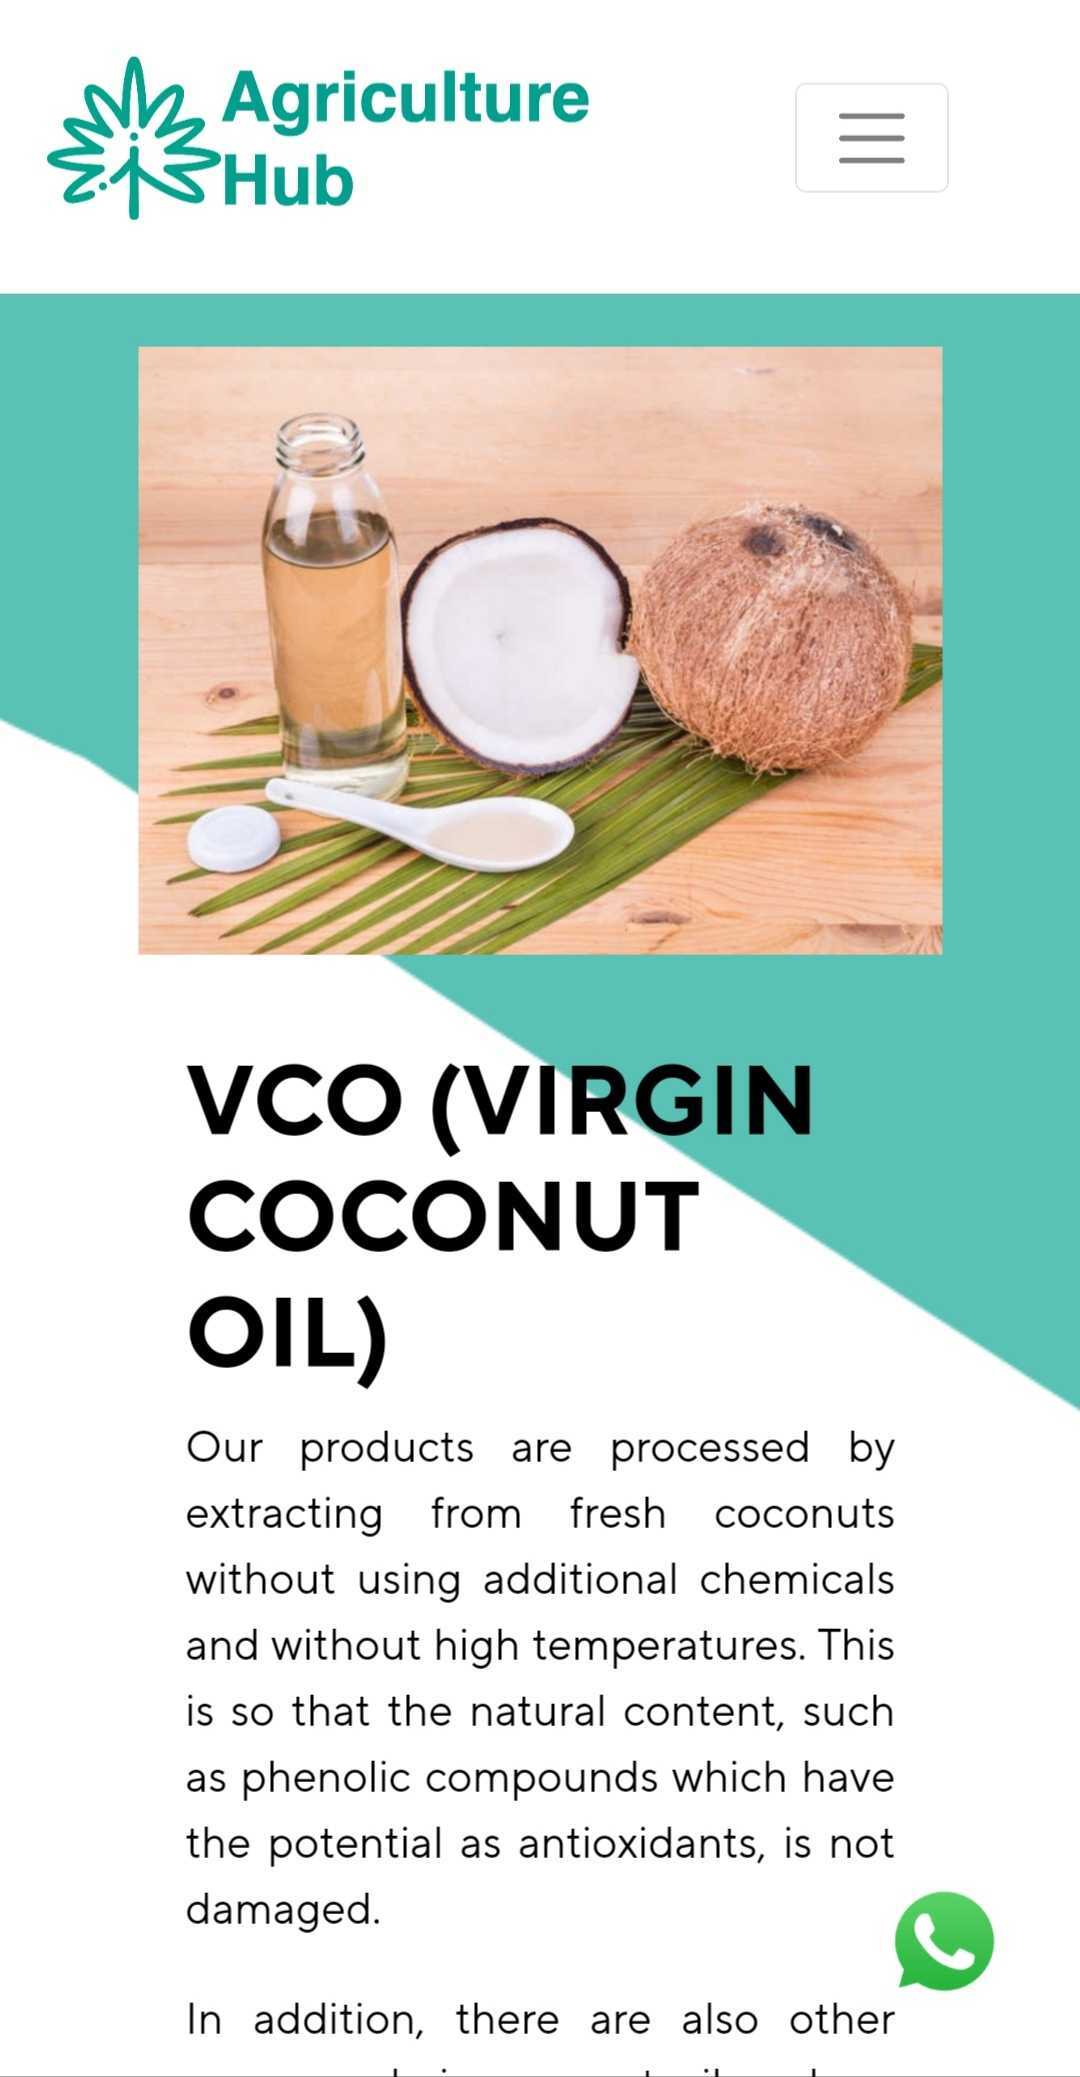 Agriculture
Hub
VCO (VIRGIN
COCONUT
OIL)
Our products are processed by
extracting from fresh coconuts
without using additional chemicals
and without high temperatures. This
is so that the natural content, such
as phenolic compounds which have
the potential as antioxidants, is not
damaged.
In addition, there are also other